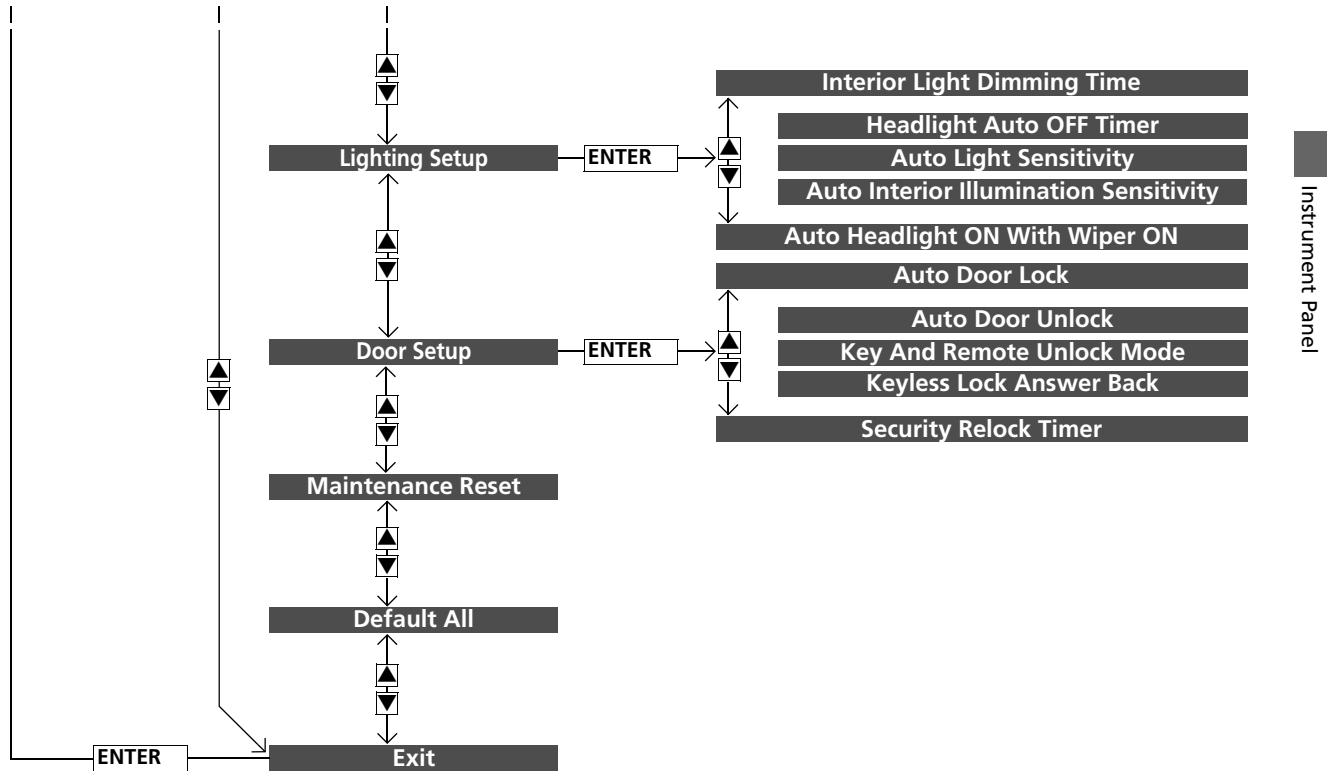 Interior Light Dimming Time
Headlight Auto OFF Timer
Lighting Setup
ENTER
Auto Light Sensitivity
Auto Interior Illumination Sensitivity
Auto Headlight ON With Wiper ON
Auto Door Lock
Auto Door Unlock
Door Setup
ENTER
Key And Remote Unlock Mode
Keyless Lock Answer Back
Security Relock Timer
Maintenance Reset
Default All
ENTER
Exit
Instrument Panel